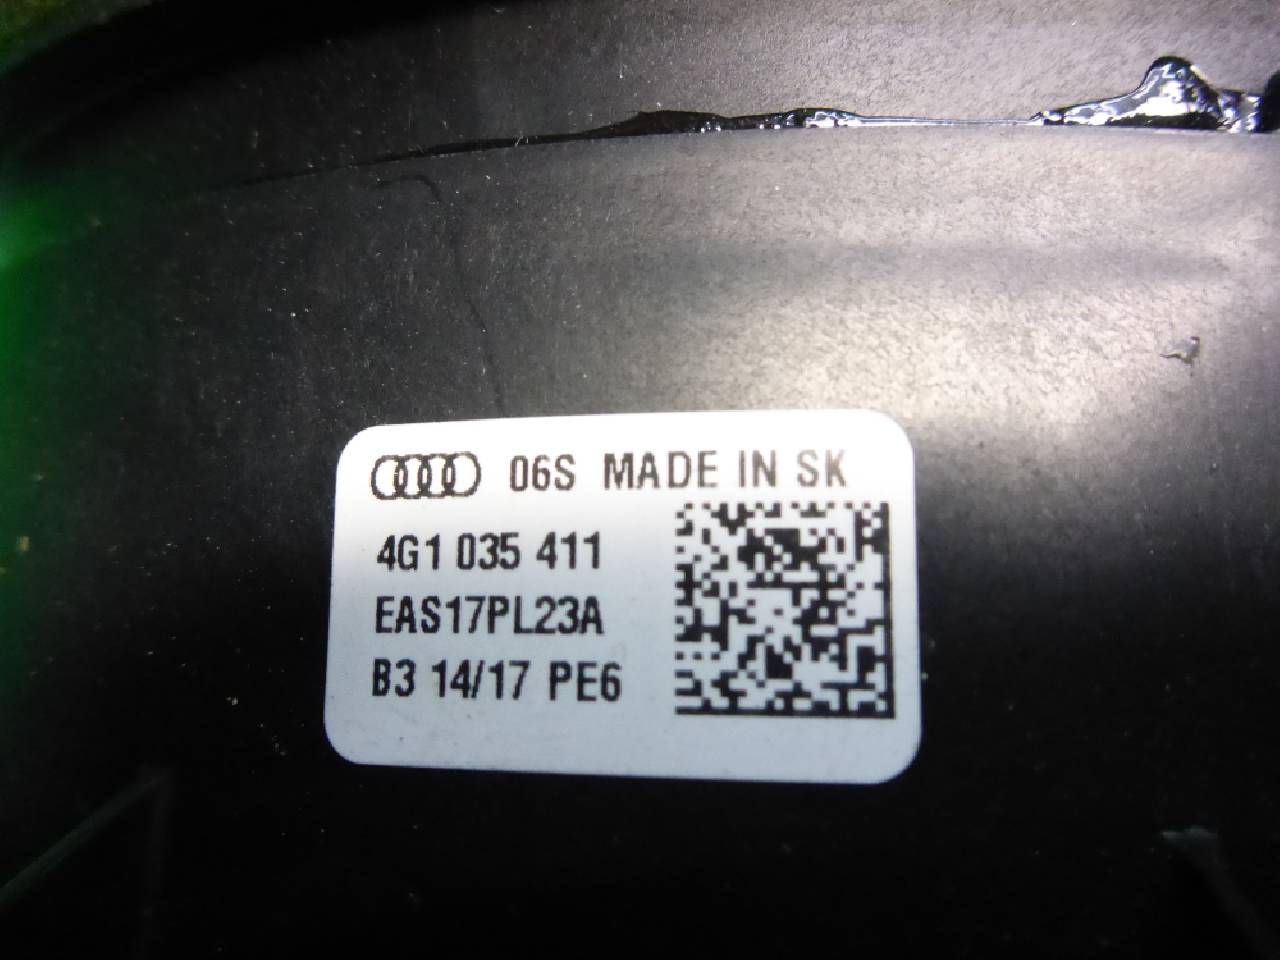 06S MADE IN SK
4G1 035 411
EAS17PL23A
B3 14/17 PE6